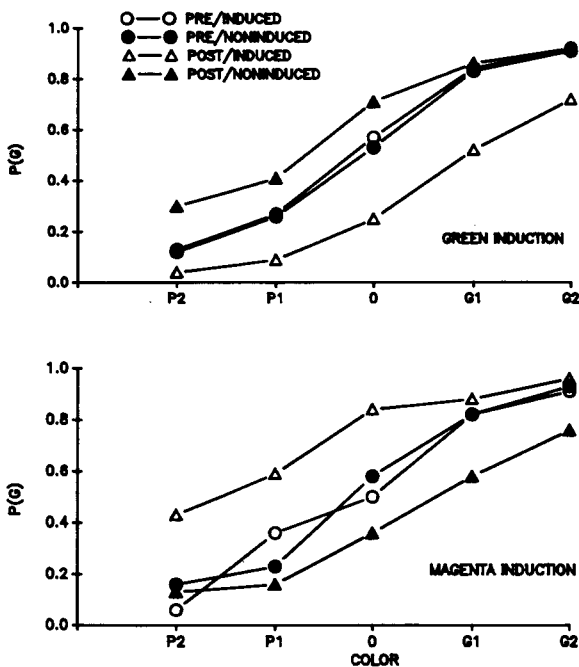 PRE/INDUCED
PRE/NONINDUCED
POST/INDUCED
POST/NONINDUCED
1.0
0.8
0.6
0.4
0.2
0.0
P(G)
GREEN INDUCTION
P2 P1 0 G1 G2
1.0
0.8
0.6
0.4
0.2
0.0
P(G)
MAGENTA INDUCTION
P2 P1 0 G1 G2
COLOR